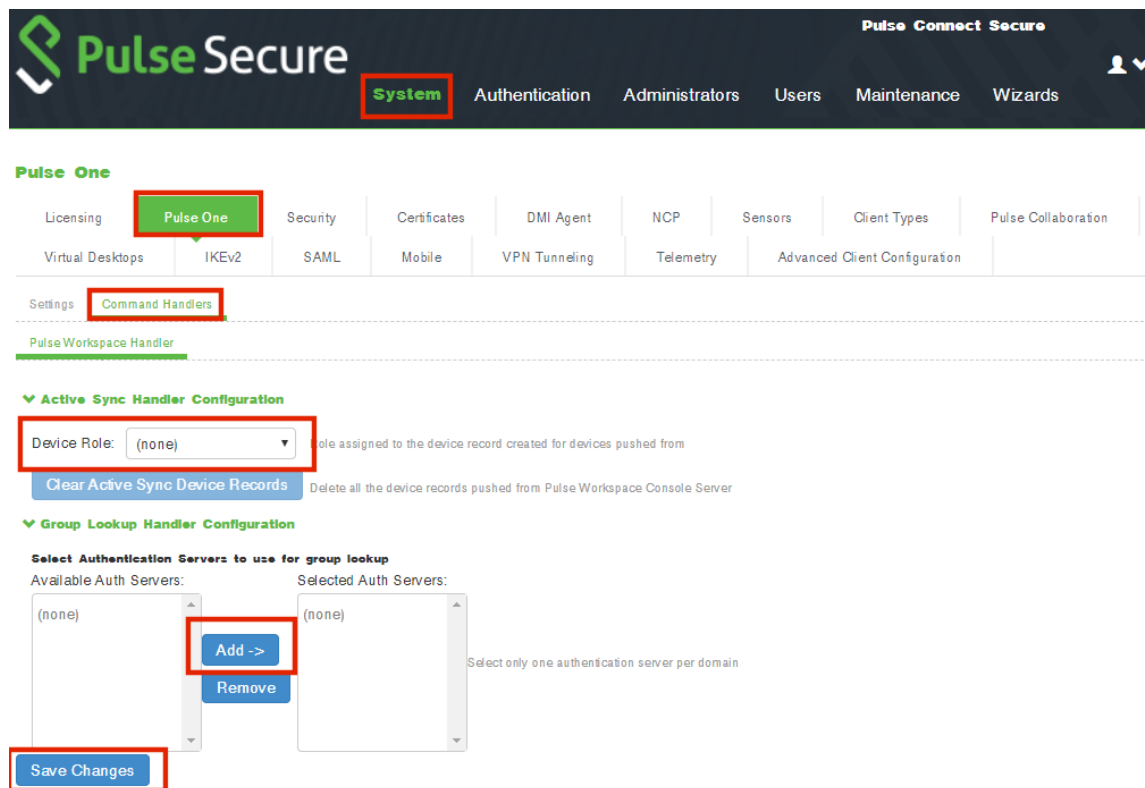 Pulse Connect Secure
Pulse Secure
System Authentication Administrators Users Maintenance Wizards
Pulse One
Licensing Pulse One Security Certificates DMI Agent NCP Sensors Client Types Pulse Collaboration
Virtual Desktops IKEv2 SAML Mobile VPN Tunneling Telemetry Advanced Client Configuration
Settings Command Handlers
Pulse Workspace Handler
Active Sync Handler Configuration
Device Role: (none) ole assigned to the device record created for devices pushed from
Clear Active Sync Device Records Delete all the device records pushed from Pulse Workspace Console Server
Group Lookup Handler Configuration
Select Authentication Servers to use for group lookup
Available Auth Servers: Selected Auth Servers:
(none) (none)
Add ->
Select only one authentication server per domain
Remove
Save Changes